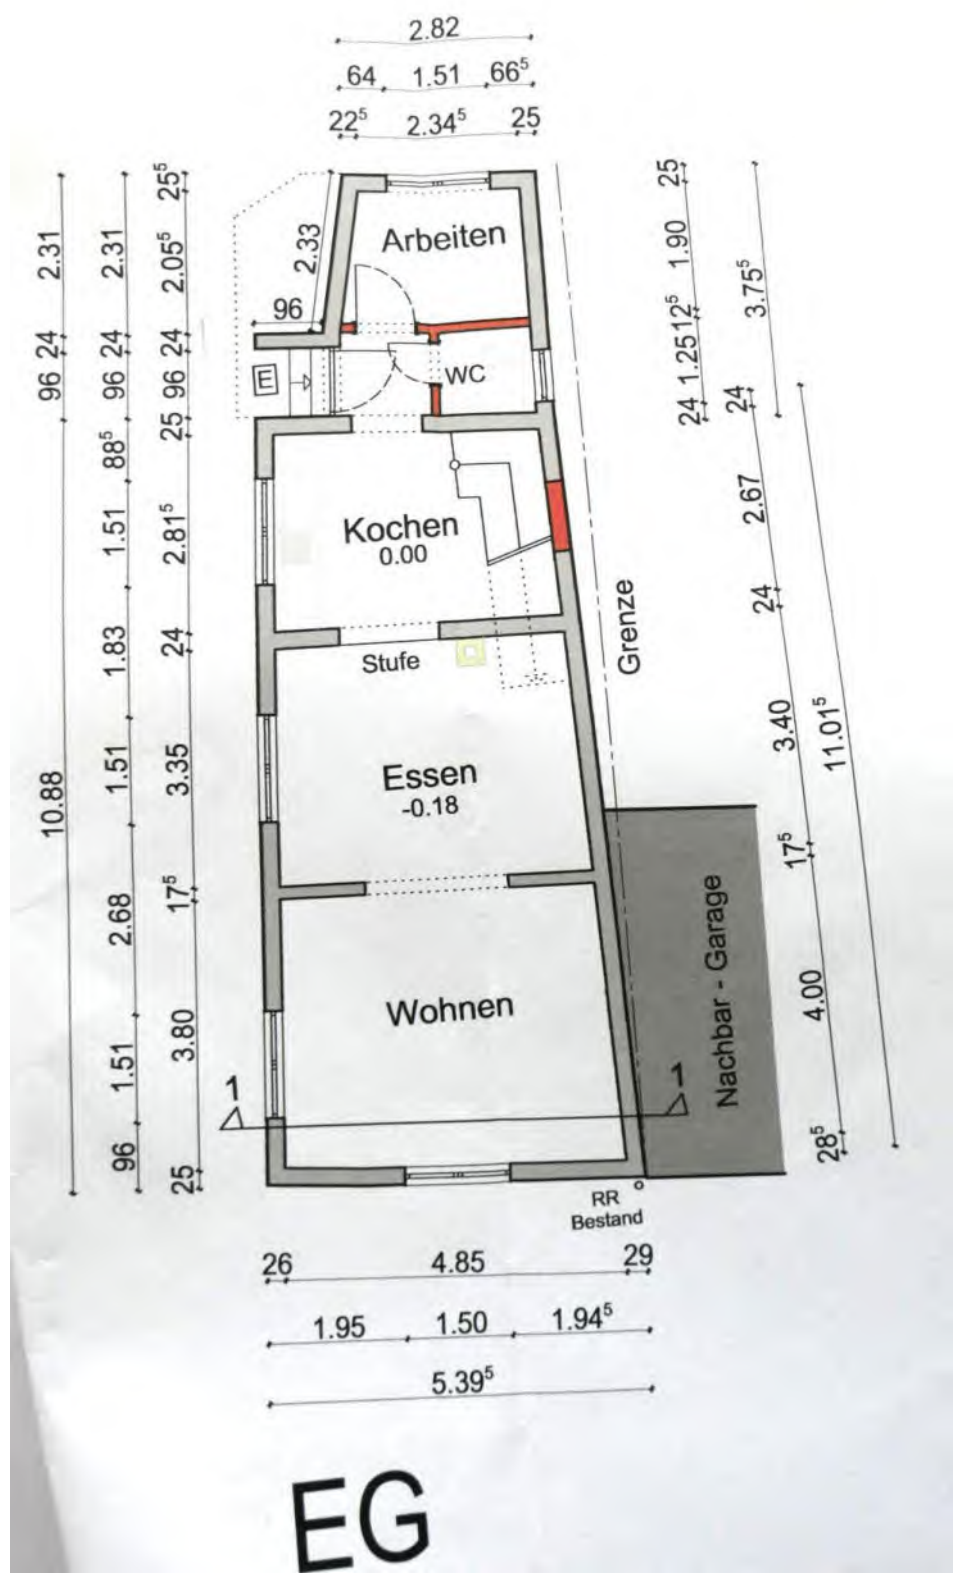 2.82
64 1.51 66⁵
22⁵ 2.34⁵ 25
2.31 24 96 10.88
2.31 24 96 88⁵ 1.51 1.83 1.51 2.68 1.51 96
25⁵ 2.05⁵ 24 96 25 2.81⁵ 24 3.35 17⁵ 3.80 25
2.33
96
Arbeiten
E
WC
Kochen
0.00
Stufe
Essen
-0.18
Wohnen
1 1
Grenze
Nachbar - Garage
RR
Bestand
25 1.90 12⁵ 1.25 24
3.75⁵
24 2.67 24 3.40 17⁵ 4.00 28⁵
11.01⁵
26 4.85 29
1.95 1.50 1.94⁵
5.39⁵
EG